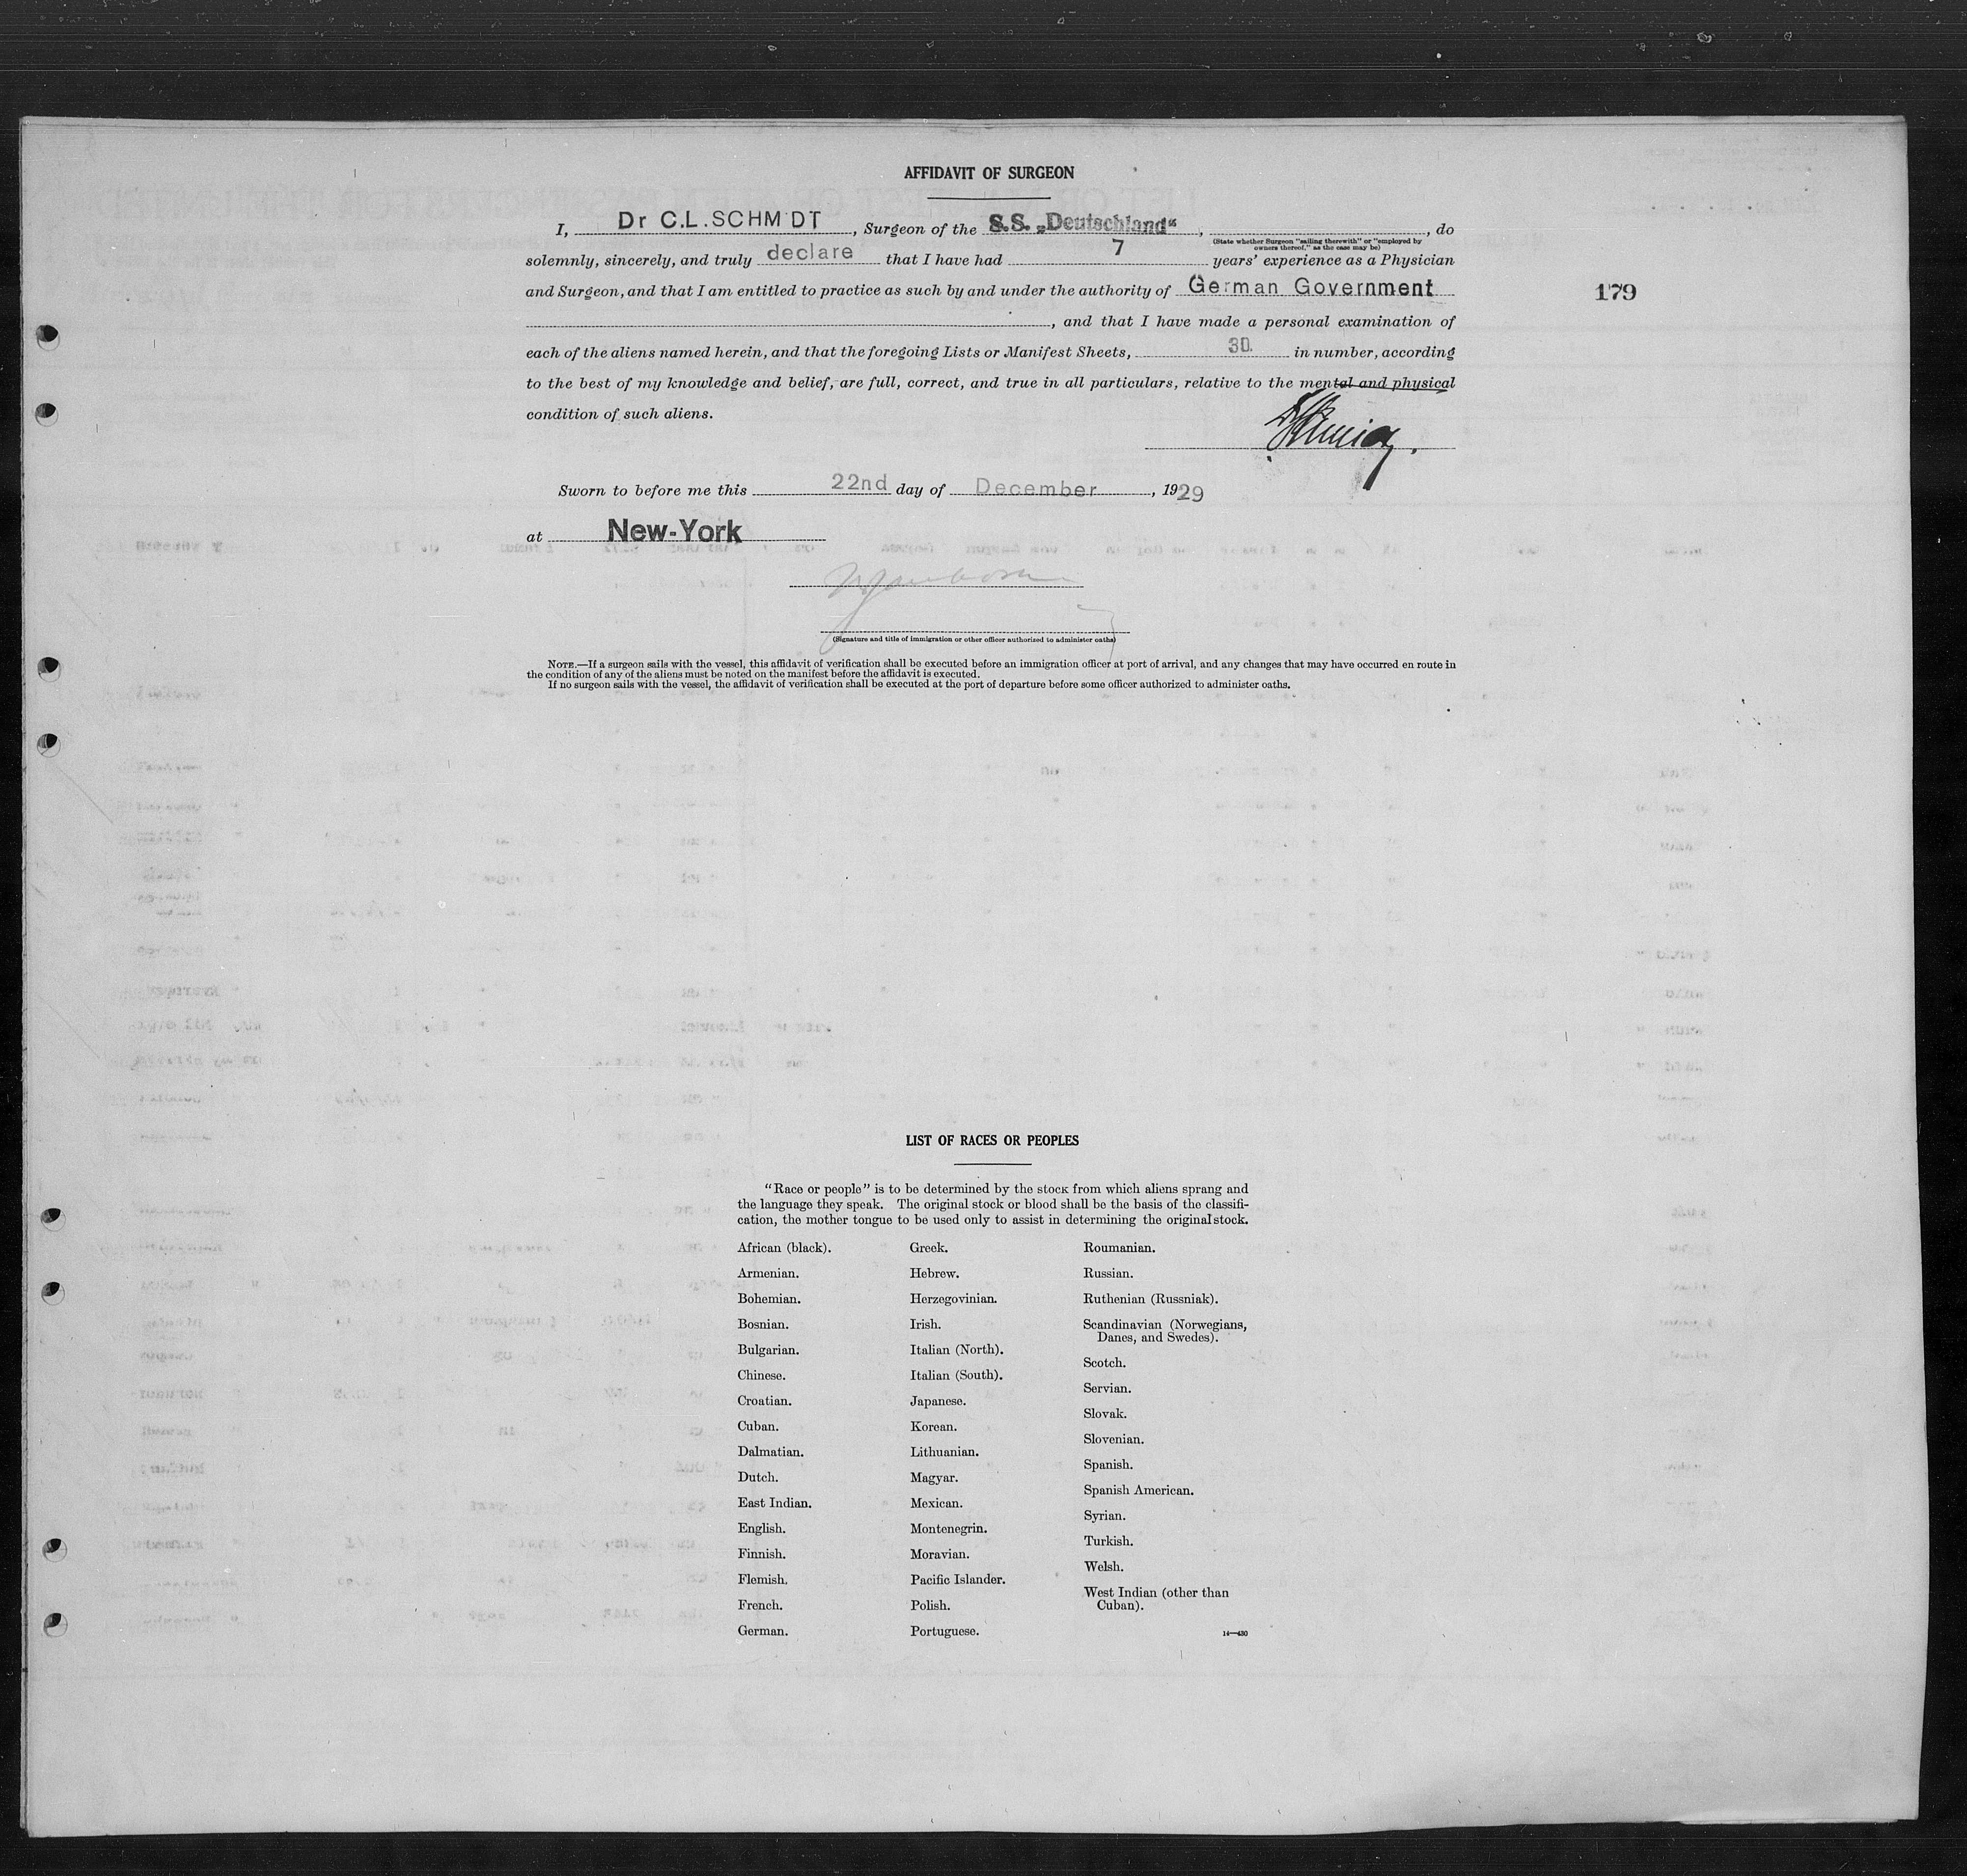 AFFIDAVIT OF SURGEON
I, Dr C.L.SCHMIDT, Surgeon of the S.S. „Deutschland“, , do
(State whether Surgeon "sailing therewith" or "employed by
owners thereof," as the case may be)
solemnly, sincerely, and truly declare that I have had 7 years' experience as a Physician
and Surgeon, and that I am entitled to practice as such by and under the authority of German Government
179
, and that I have made a personal examination of
each of the aliens named herein, and that the foregoing Lists or Manifest Sheets, 30. in number, according
to the best of my knowledge and belief, are full, correct, and true in all particulars, relative to the mental and physical
condition of such aliens.
Sworn to before me this 22nd day of December, 1929
at New-York
(Signature and title of immigration or other officer authorized to administer oaths)
NOTE.—If a surgeon sails with the vessel, this affidavit of verification shall be executed before an immigration officer at port of arrival, and any changes that may have occurred en route in
the condition of any of the aliens must be noted on the manifest before the affidavit is executed.
If no surgeon sails with the vessel, the affidavit of verification shall be executed at the port of departure before some officer authorized to administer oaths.
LIST OF RACES OR PEOPLES
"Race or people" is to be determined by the stock from which aliens sprang and
the language they speak. The original stock or blood shall be the basis of the classifi-
cation, the mother tongue to be used only to assist in determining the original stock.
African (black).
Armenian.
Bohemian.
Bosnian.
Bulgarian.
Chinese.
Croatian.
Cuban.
Dalmatian.
Dutch.
East Indian.
English.
Finnish.
Flemish.
French.
German.
Greek.
Hebrew.
Herzegovinian.
Irish.
Italian (North).
Italian (South).
Japanese.
Korean.
Lithuanian.
Magyar.
Mexican.
Montenegrin.
Moravian.
Pacific Islander.
Polish.
Portuguese.
Roumanian.
Russian.
Ruthenian (Russniak).
Scandinavian (Norwegians,
Danes, and Swedes).
Scotch.
Servian.
Slovak.
Slovenian.
Spanish.
Spanish American.
Syrian.
Turkish.
Welsh.
West Indian (other than
Cuban).
14—430